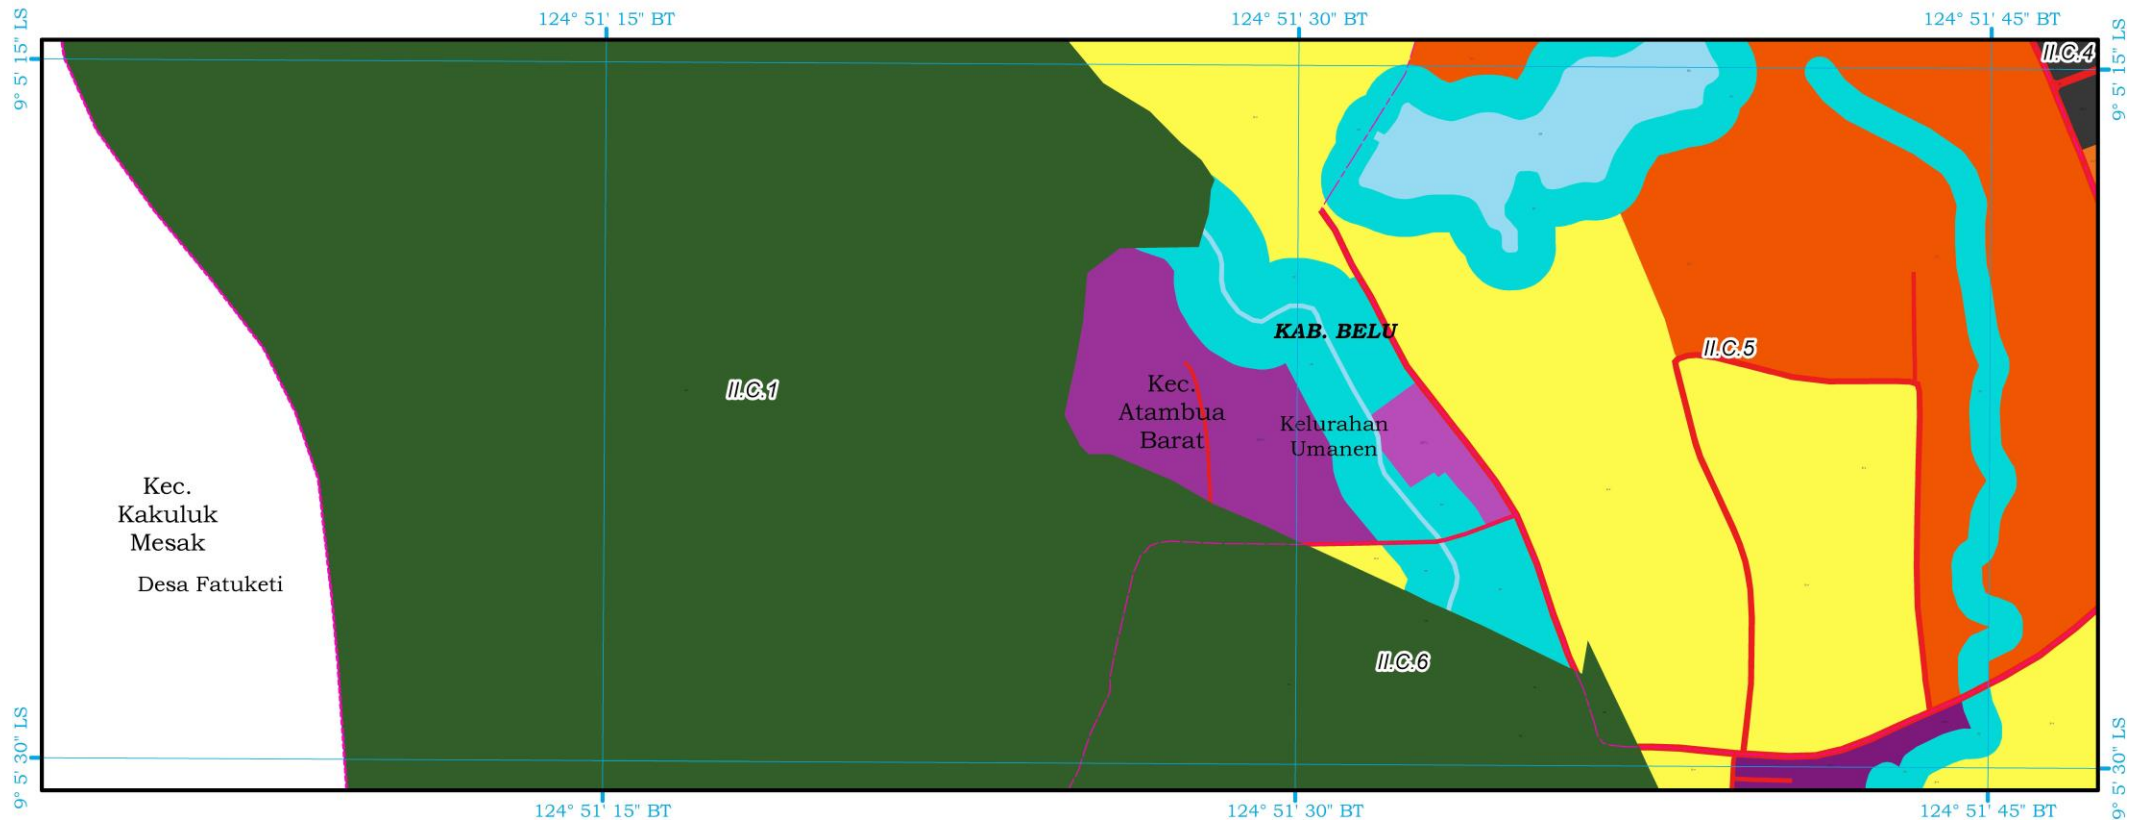 124° 51' 15" BT
124° 51' 30" BT
124° 51' 45" BT
9° 5' 15" LS
9° 5' 15" LS
II.C.4
KAB. BELU
II.C.5
II.C.1
Kec.
Atambua
Barat
Kelurahan
Umanen
Kec.
Kakuluk
Mesak
Desa Fatuketi
II.C.6
9° 5' 30" LS
9° 5' 30" LS
124° 51' 15" BT
124° 51' 30" BT
124° 51' 45" BT